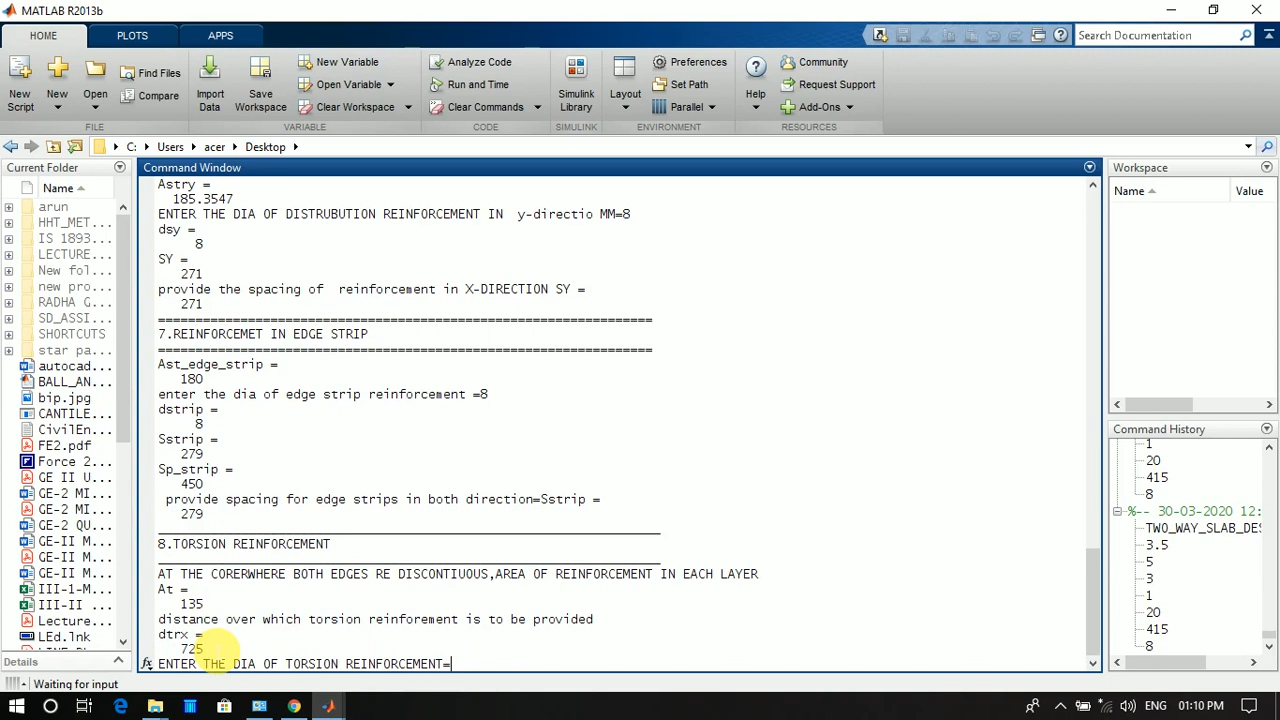 MATLAB R2013b
HOME PLOTS APPS
Search Documentation
New Script
New
Open
Find Files
Compare
FILE
Import Data
Save Workspace
New Variable
Open Variable
Clear Workspace
VARIABLE
Analyze Code
Run and Time
Clear Commands
CODE
Simulink Library
SIMULINK
Layout
Preferences
Set Path
Parallel
ENVIRONMENT
Help
Community
Request Support
Add-Ons
RESOURCES
C: Users acer Desktop
Current Folder
Name
arun
HHT_MET...
IS 1893...
LECTURE...
New fol...
new pro...
RADHA G...
SD_ASSI...
SHORTCUTS
star pa...
autocad...
BALL_AN...
bip.jpg
CANTILE...
CivilEn...
FE2.pdf
Force 2...
GE II U...
GE-2 MI...
GE-2 MI...
GE-2 QU...
GE-II M...
GE-II M...
GE-II M...
III-1-M...
III-II ...
Lecture...
LEd.lnk
Details
Command Window
Astry =
185.3547
ENTER THE DIA OF DISTRUBUTION REINFORCEMENT IN y-directio MM=8
dsy =
8
SY =
271
provide the spacing of reinforcement in X-DIRECTION SY =
271
==================================================================
7.REINFORCEMET IN EDGE STRIP
==================================================================
Ast_edge_strip =
180
enter the dia of edge strip reinforcement =8
dstrip =
8
Sstrip =
279
Sp_strip =
450
provide spacing for edge strips in both direction=Sstrip =
279
8.TORSION REINFORCEMENT
AT THE CORERWHERE BOTH EDGES RE DISCONTIUOUS,AREA OF REINFORCEMENT IN EACH LAYER
At =
135
distance over which torsion reinforement is to be provided
dtrx =
725
fx ENTER THE DIA OF TORSION REINFORCEMENT=
Workspace
Name Value
Command History
1
20
415
8
%-- 30-03-2020 12:
TWO_WAY_SLAB_DES
3.5
5
3
1
20
415
8
Waiting for input
ENG 01:10 PM